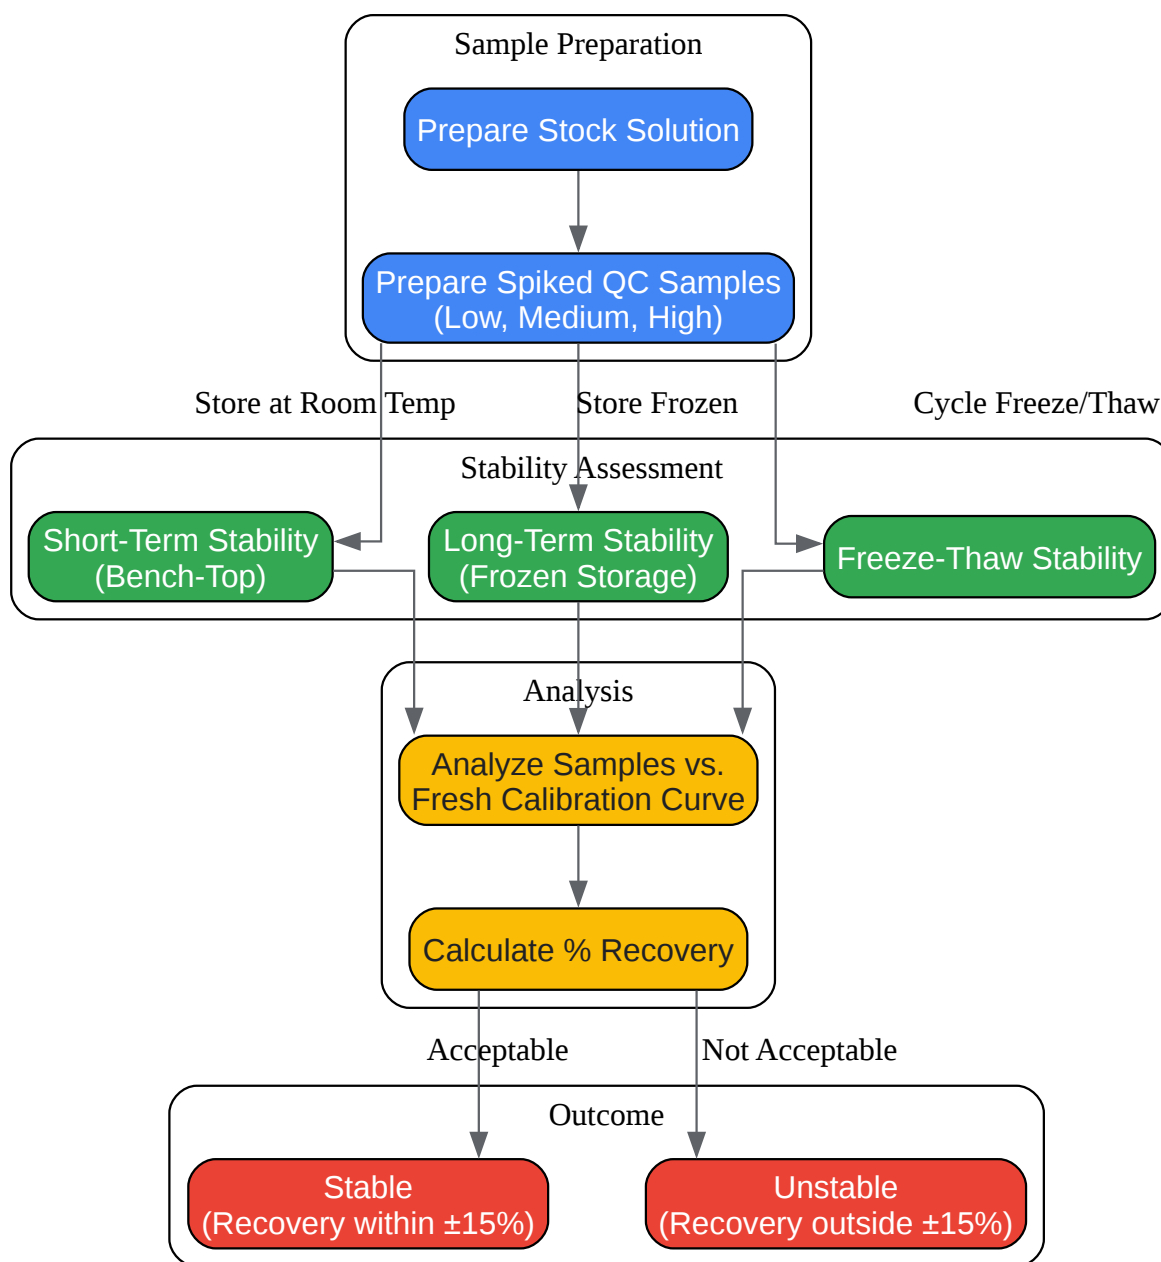 Sample Preparation
Prepare Stock Solution
Prepare Spiked QC Samples
(Low, Medium, High)
Store at Room Temp
Store Frozen
Cycle Freeze/Thaw
Stability Assessment
Short-Term Stability
(Bench-Top)
Long-Term Stability
(Frozen Storage)
Freeze-Thaw Stability
Analysis
Analyze Samples vs.
Fresh Calibration Curve
Calculate % Recovery
Acceptable
Not Acceptable
Outcome
Stable
(Recovery within ±15%)
Unstable
(Recovery outside ±15%)